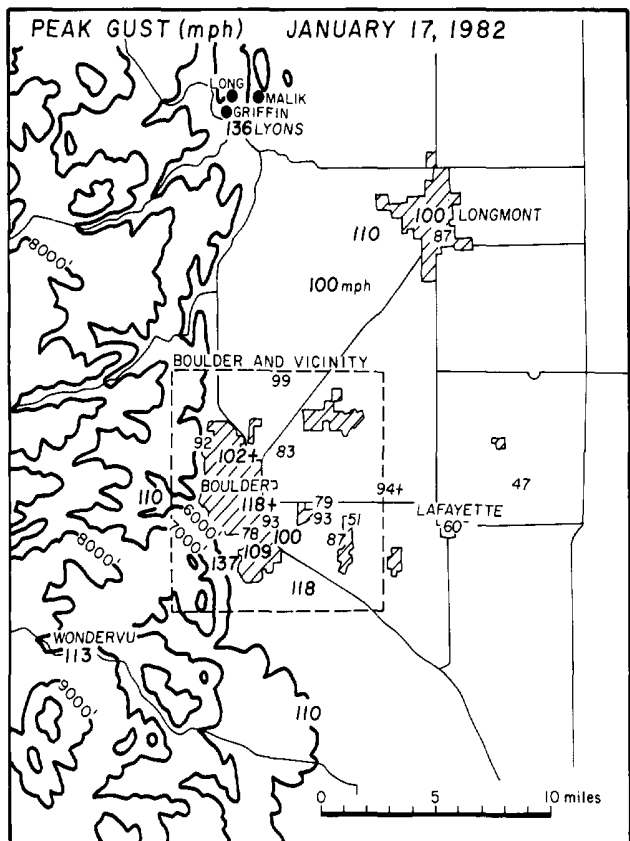 PEAK GUST (mph) JANUARY 17, 1982
LONG
MALIK
GRIFFIN
136 LYONS
100 LONGMONT
110
87
8000'
100 mph
BOULDER AND VICINITY
99
92
102+
83
BOULDER
110
118+
79
94+
47
6000'
93
93
51
LAFAYETTE
60
7000'
78
100
87
8000'
137
109
118
WONDERVU
113
9000'
110
0 5 10 miles